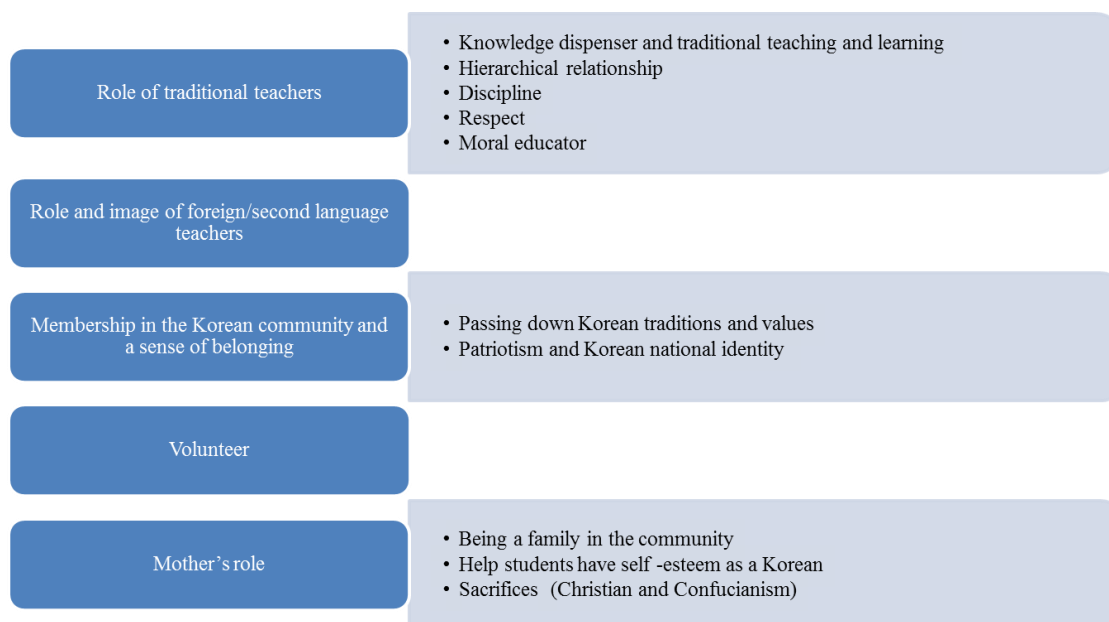 Role of traditional teachers
• Knowledge dispenser and traditional teaching and learning
• Hierarchical relationship
• Discipline
• Respect
• Moral educator
Role and image of foreign/second language
teachers
Membership in the Korean community and
a sense of belonging
• Passing down Korean traditions and values
• Patriotism and Korean national identity
Volunteer
Mother's role
• Being a family in the community
• Help students have self -esteem as a Korean
• Sacrifices (Christian and Confucianism)